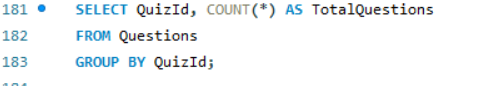 181 SELECT QuizId, COUNT(*) AS TotalQuestions
182 FROM Questions
183 GROUP BY QuizId;